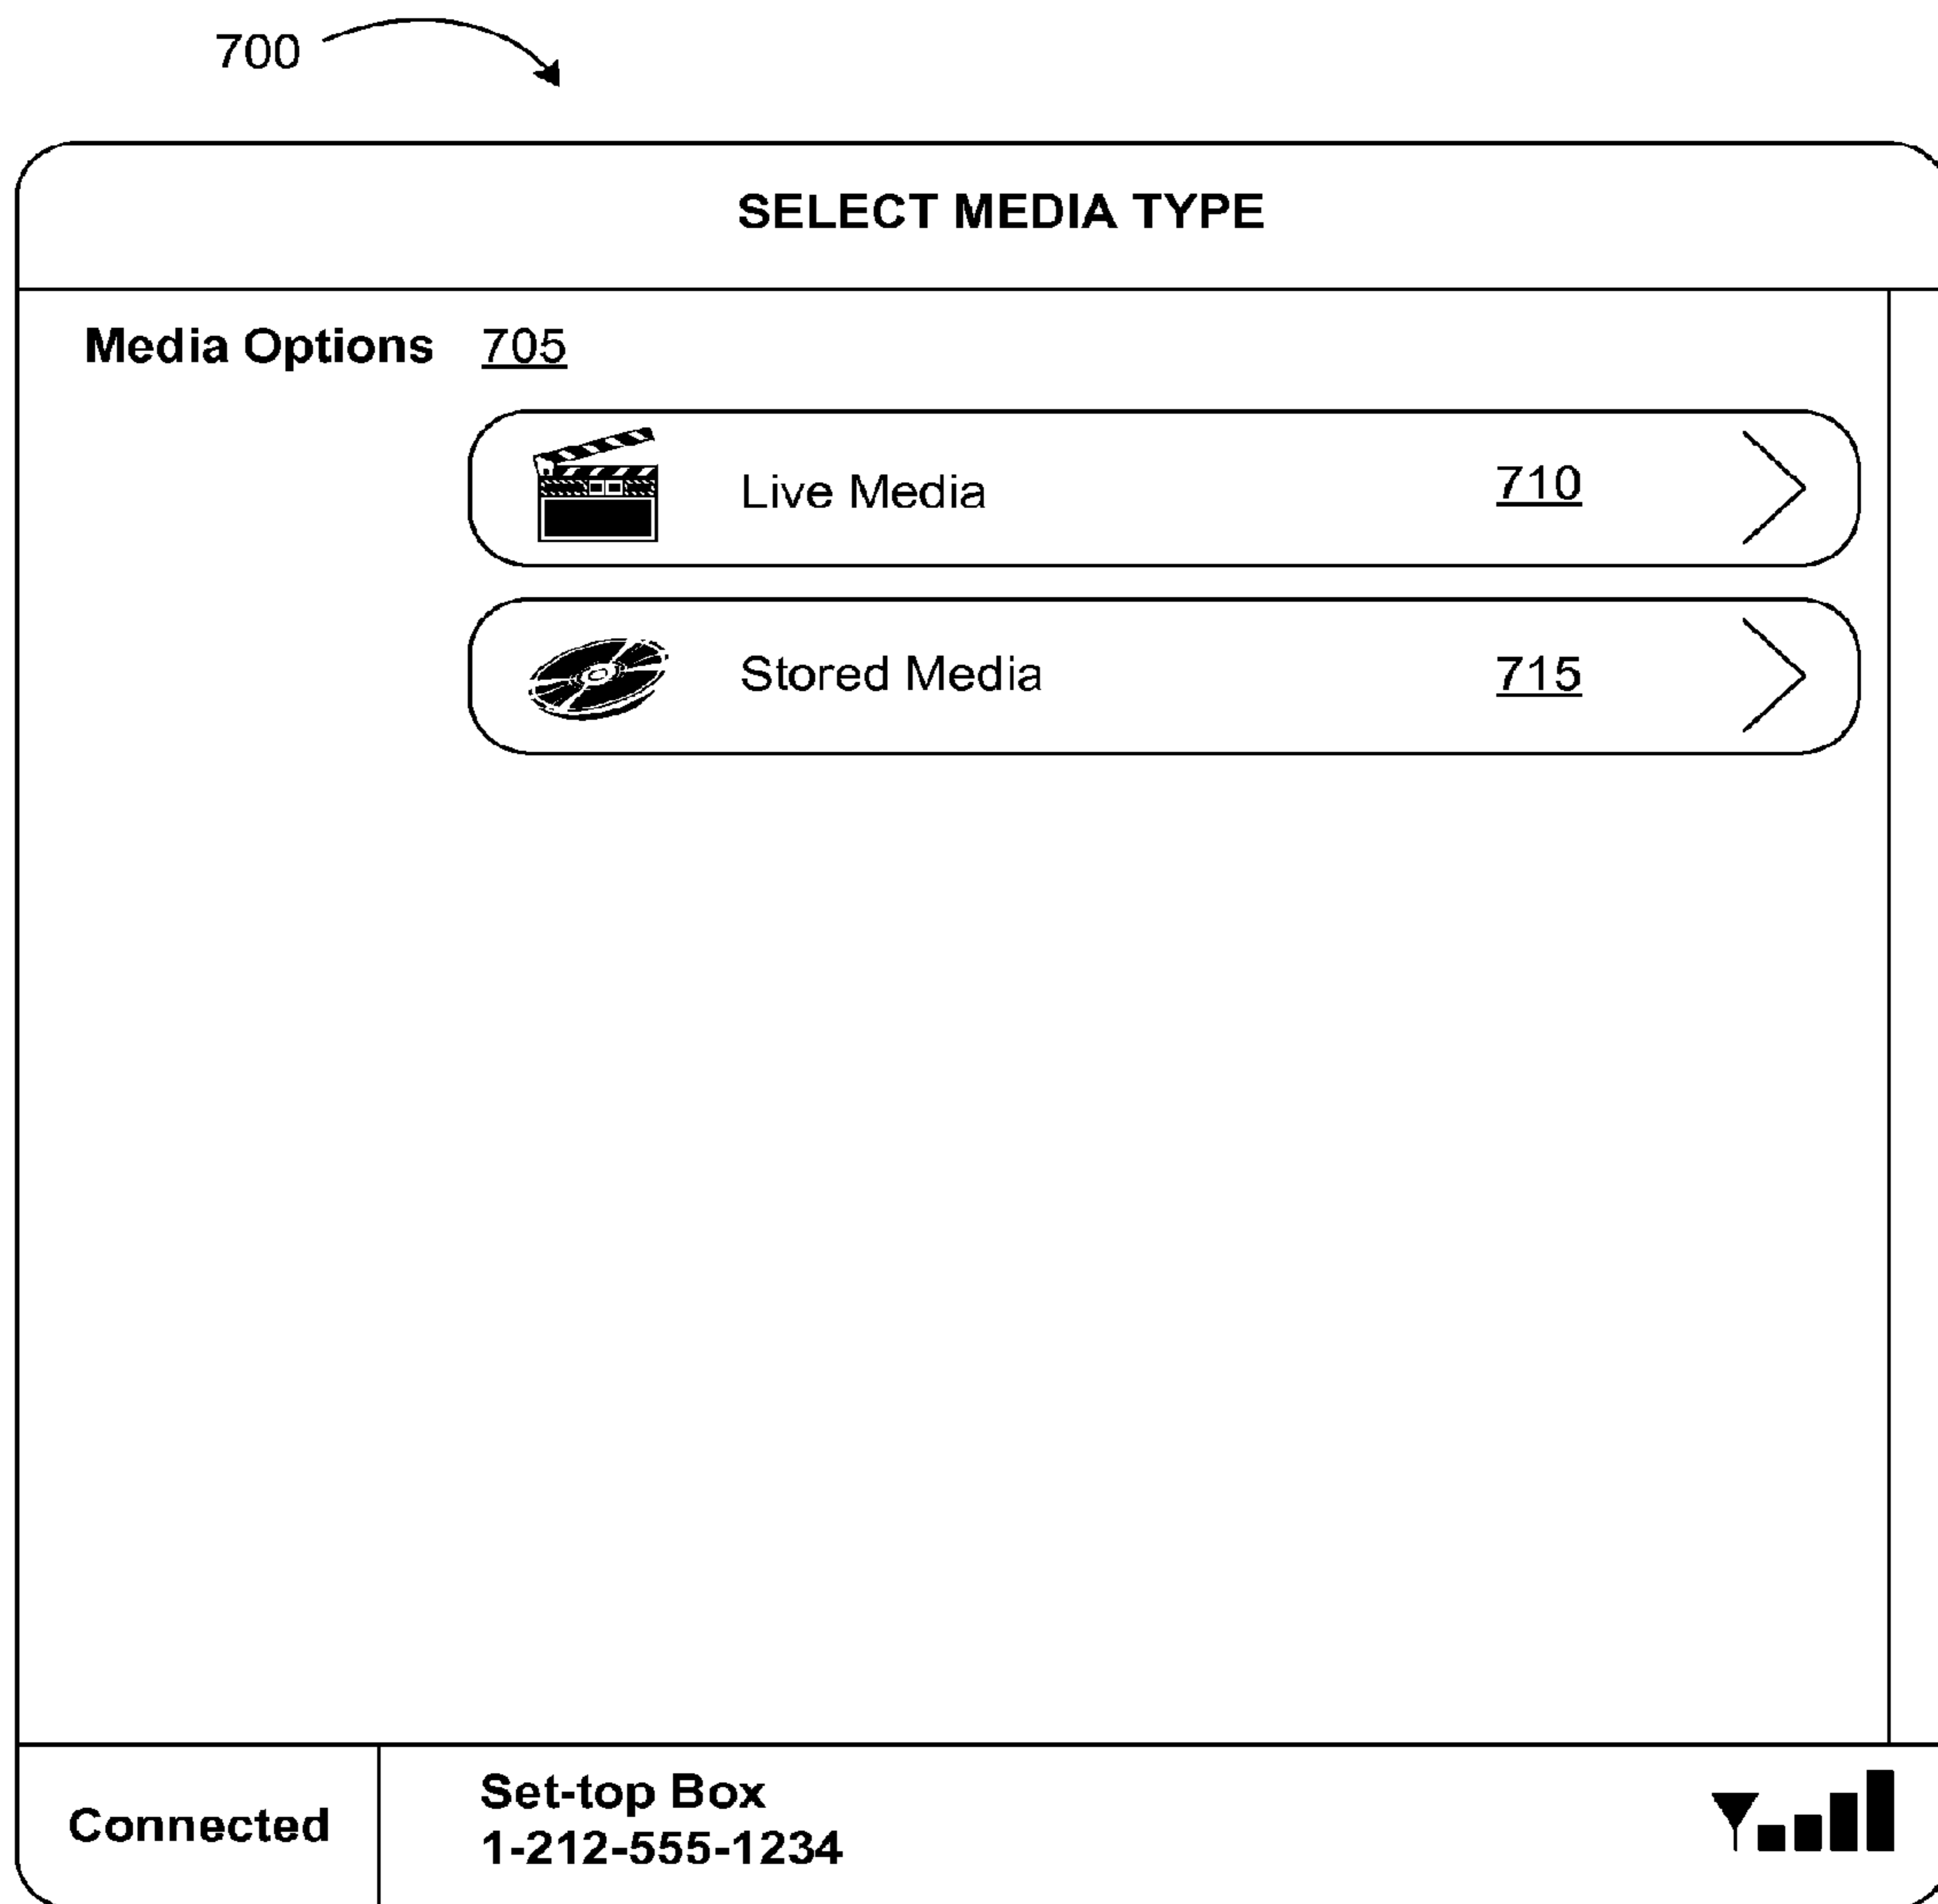 700
SELECT MEDIA TYPE
Media Options 705
Live Media 710
Stored Media 715
Connected
Set-top Box
1-212-555-1234